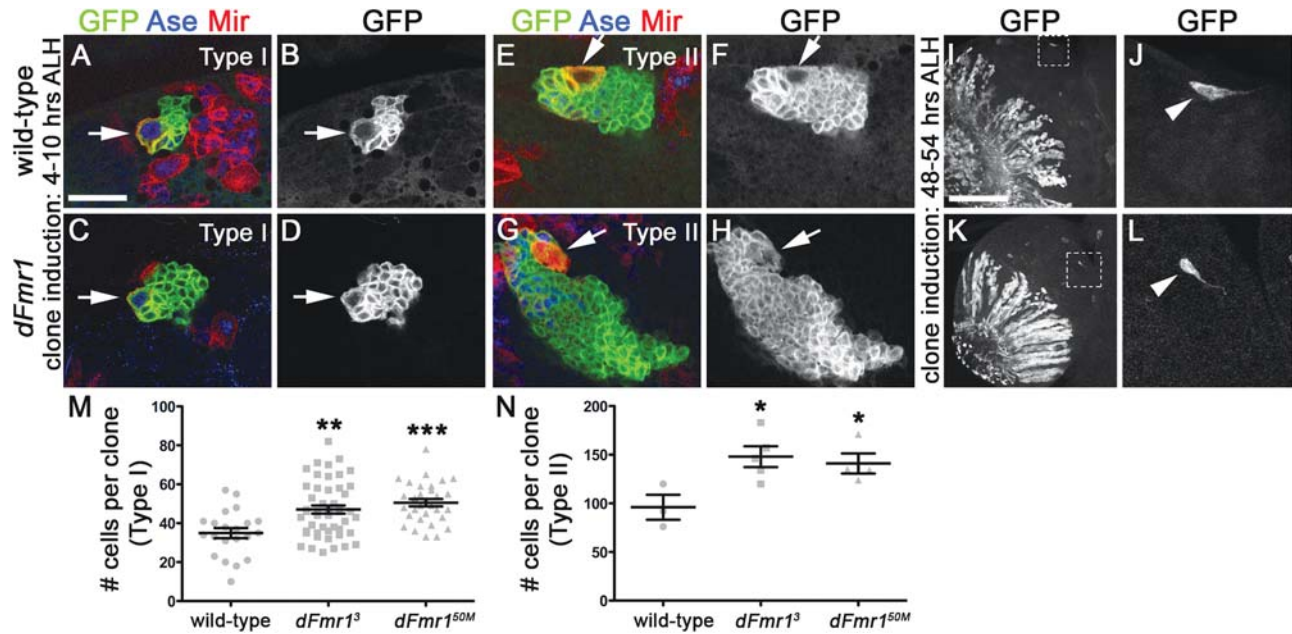 GFP Ase Mir GFP GFP Ase Mir GFP GFP GFP
wild-type
dFmr1
clone induction: 4-10 hrs ALH
A Type I B E Type II F I J
C Type I D G Type II H K L
clone induction: 48-54 hrs ALH
M
# cells per clone
(Type I)
100
80
60
40
20
0
** ***
wild-type dFmr1³ dFmr1⁵⁰ᴹ
N
# cells per clone
(Type II)
200
150
100
50
0
* *
wild-type dFmr1³ dFmr1⁵⁰ᴹ